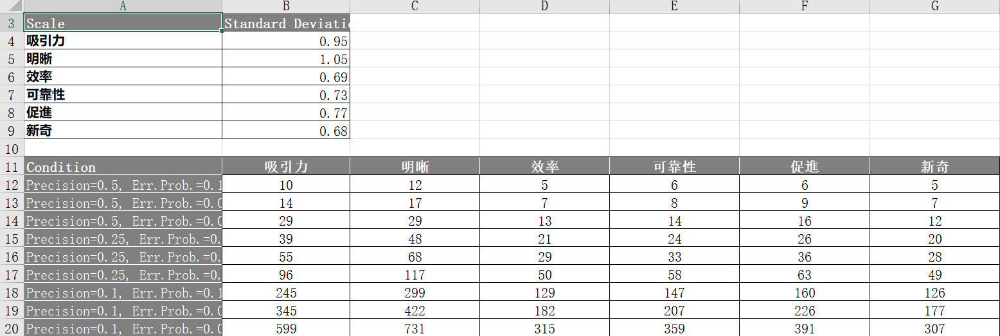 A B C D E F G
3 Scale Standard Deviatio
4 吸引力 0.95
5 明晰 1.05
6 效率 0.69
7 可靠性 0.73
8 促進 0.77
9 新奇 0.68
10
11 Condition 吸引力 明晰 效率 可靠性 促進 新奇
12 Precision=0.5, Err.Prob.=0.1 10 12 5 6 6 5
13 Precision=0.5, Err.Prob.=0.0 14 17 7 8 9 7
14 Precision=0.5, Err.Prob.=0.0 29 29 13 14 16 12
15 Precision=0.25, Err.Prob.=0. 39 48 21 24 26 20
16 Precision=0.25, Err.Prob.=0. 55 68 29 33 36 28
17 Precision=0.25, Err.Prob.=0. 96 117 50 58 63 49
18 Precision=0.1, Err.Prob.=0.1 245 299 129 147 160 126
19 Precision=0.1, Err.Prob.=0.0 345 422 182 207 226 177
20 Precision=0.1, Err.Prob.=0.0 599 731 315 359 391 307